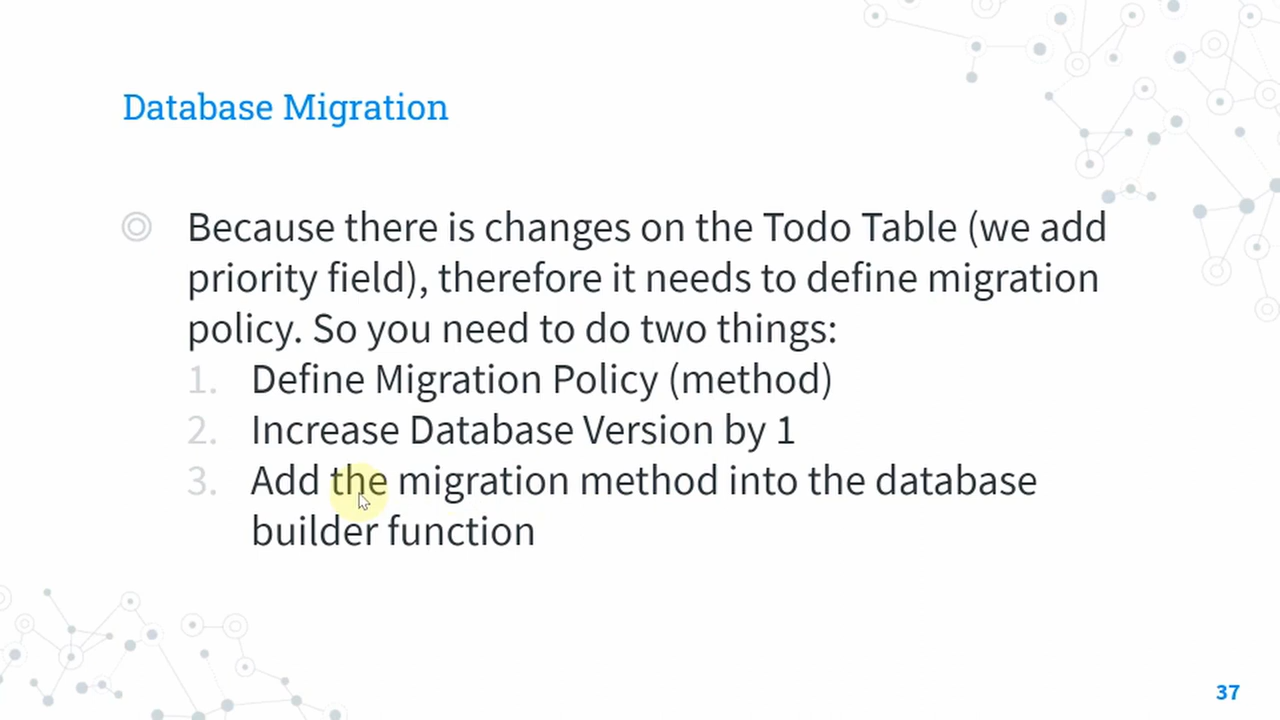 Database Migration
Because there is changes on the Todo Table (we add
priority field), therefore it needs to define migration
policy. So you need to do two things:
1. Define Migration Policy (method)
2. Increase Database Version by 1
3. Add the migration method into the database
builder function
37